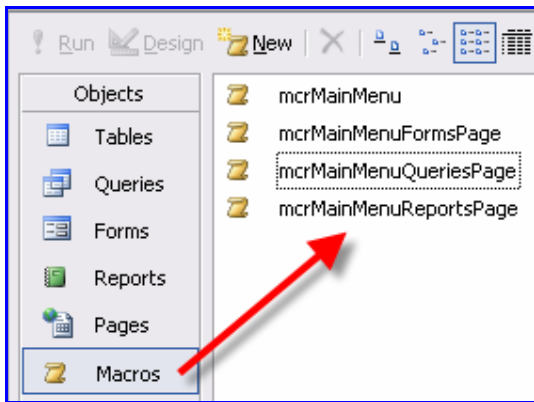 Run Design New
Objects
Tables
Queries
Forms
Reports
Pages
Macros
mcrMainMenu
mcrMainMenuFormsPage
mcrMainMenuQueriesPage
mcrMainMenuReportsPage